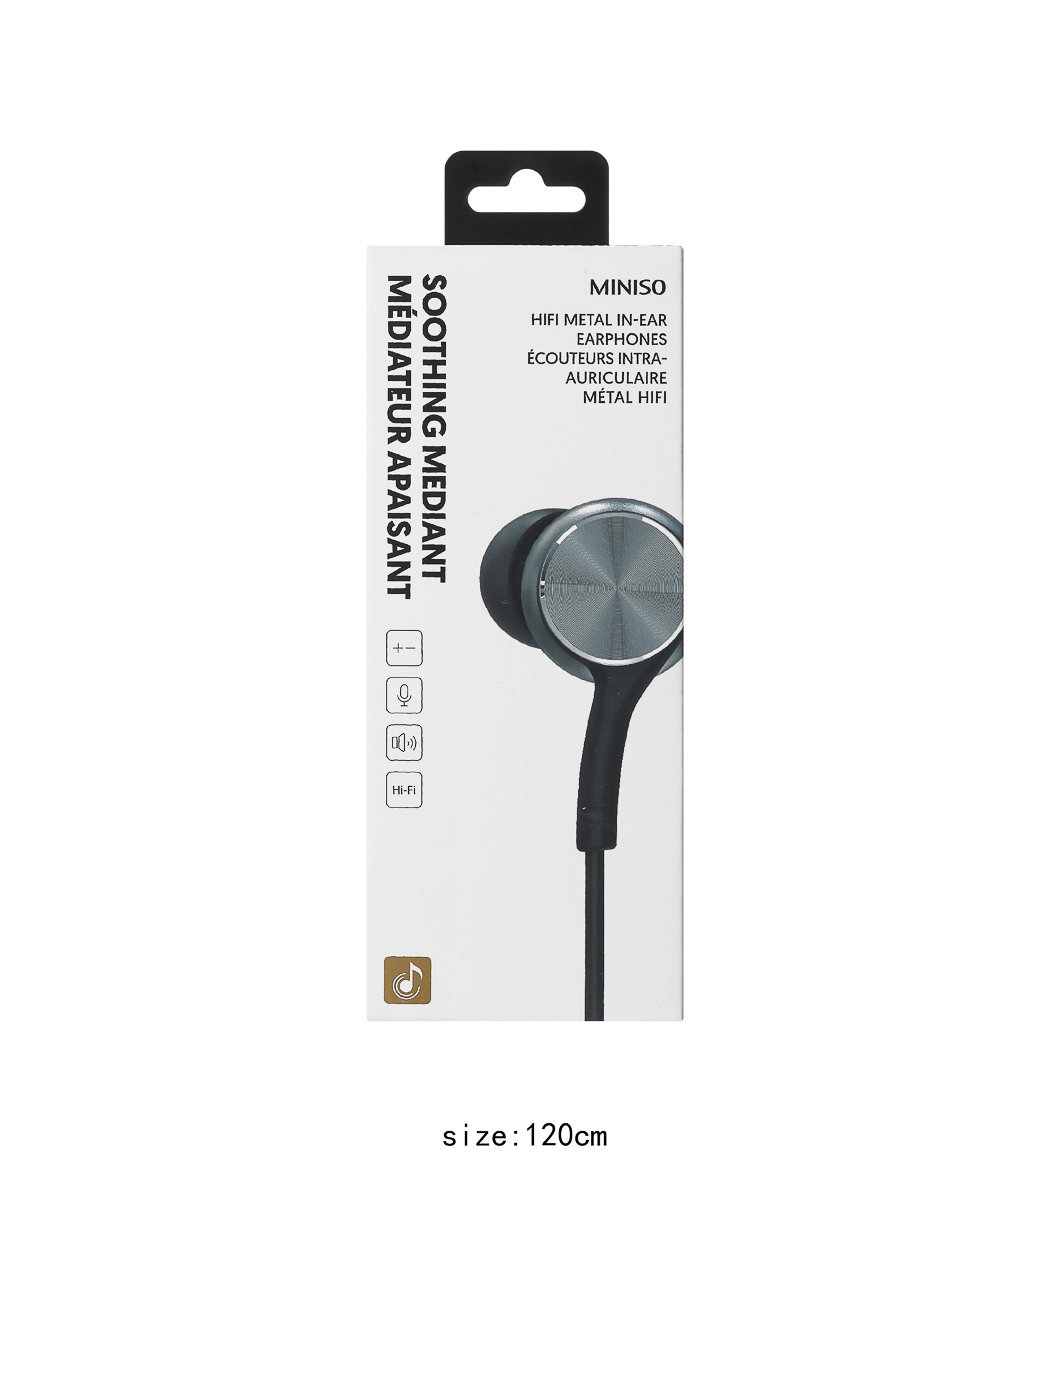 MINISO
HIFI METAL IN-EAR
EARPHONES
ÉCOUTEURS INTRA-
AURICULAIRE
MÉTAL HIFI
SOOTHING MEDIANT
MÉDIATEUR APAISANT
+ −
Hi-Fi
size:120cm